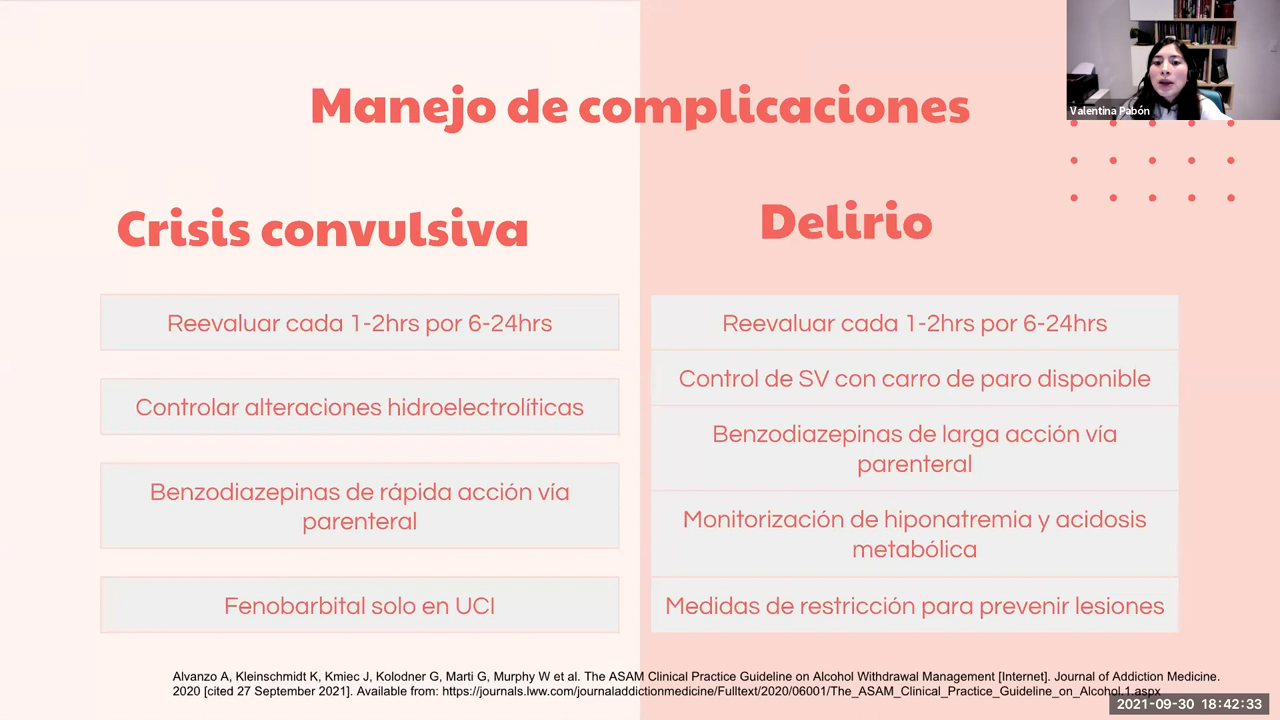 Manejo de complicaciones
Valentina Pabón
Crisis convulsiva
Reevaluar cada 1-2hrs por 6-24hrs
Controlar alteraciones hidroelectrolíticas
Benzodiazepinas de rápida acción vía
parenteral
Fenobarbital solo en UCI
Delirio
Reevaluar cada 1-2hrs por 6-24hrs
Control de SV con carro de paro disponible
Benzodiazepinas de larga acción vía
parenteral
Monitorización de hiponatremia y acidosis
metabólica
Medidas de restricción para prevenir lesiones
Alvanzo A, Kleinschmidt K, Kmiec J, Kolodner G, Marti G, Murphy W et al. The ASAM Clinical Practice Guideline on Alcohol Withdrawal Management [Internet]. Journal of Addiction Medicine.
2020 [cited 27 September 2021]. Available from: https://journals.lww.com/journaladdictionmedicine/Fulltext/2020/06001/The_ASAM_Clinical_Practice_Guideline_on_Alcohol.1.aspx
2021-09-30 18:42:33